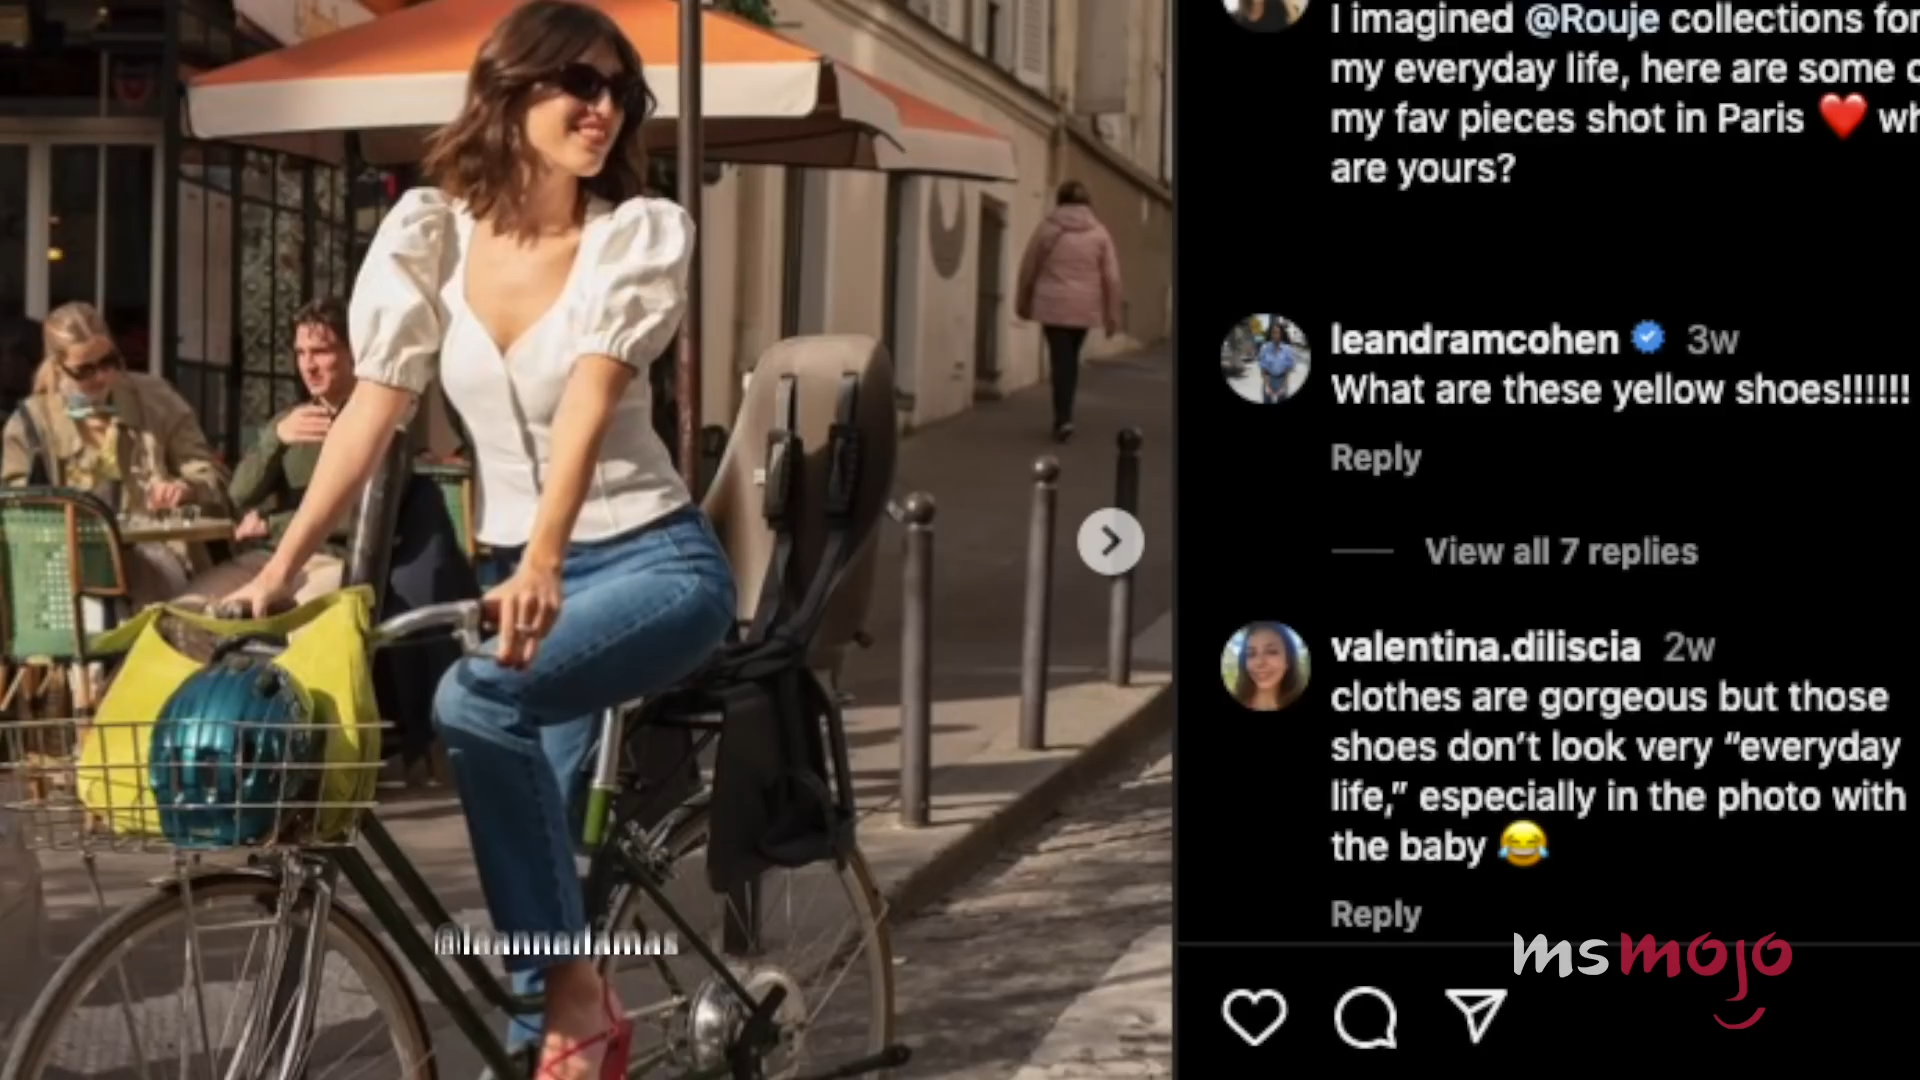 I imagined @Rouje collections for
my everyday life, here are some
my fav pieces shot in Paris ❤️
are yours?
leandramcohen 3w
What are these yellow shoes!!!!!!
Reply
View all 7 replies
valentina.diliscia 2w
clothes are gorgeous but those
shoes don’t look very “everyday
life,” especially in the photo with
the baby 😂
Reply
@jeannedamas
msmojo